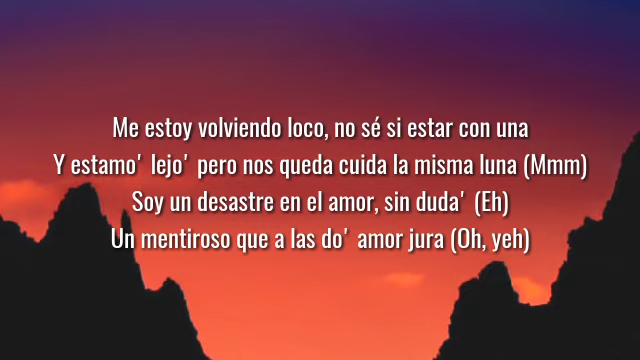 Me estoy volviendo loco, no sé si estar con una
Y estamo' lejo' pero nos queda cuida la misma luna (Mmm)
Soy un desastre en el amor, sin duda' (Eh)
Un mentiroso que a las do' amor jura (Oh, yeh)